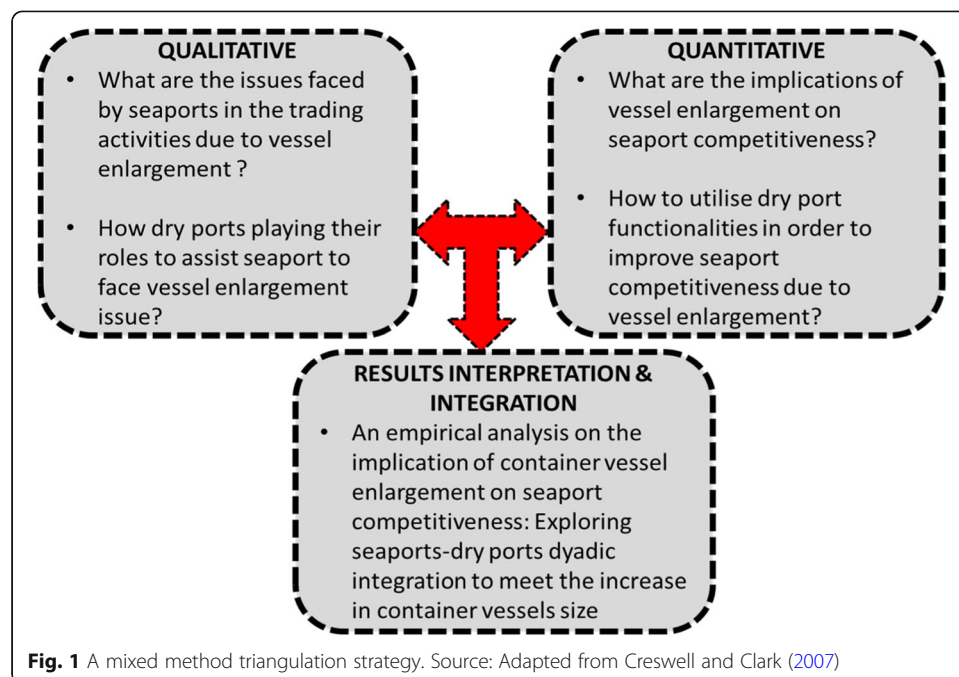 QUALITATIVE
• What are the issues faced
by seaports in the trading
activities due to vessel
enlargement ?
• How dry ports playing their
roles to assist seaport to
face vessel enlargement
issue?
QUANTITATIVE
• What are the implications of
vessel enlargement on
seaport competitiveness?
• How to utilise dry port
functionalities in order to
improve seaport
competitiveness due to
vessel enlargement?
RESULTS INTERPRETATION &
INTEGRATION
• An empirical analysis on the
implication of container vessel
enlargement on seaport
competitiveness: Exploring
seaports-dry ports dyadic
integration to meet the increase
in container vessels size
Fig. 1 A mixed method triangulation strategy. Source: Adapted from Creswell and Clark (2007)